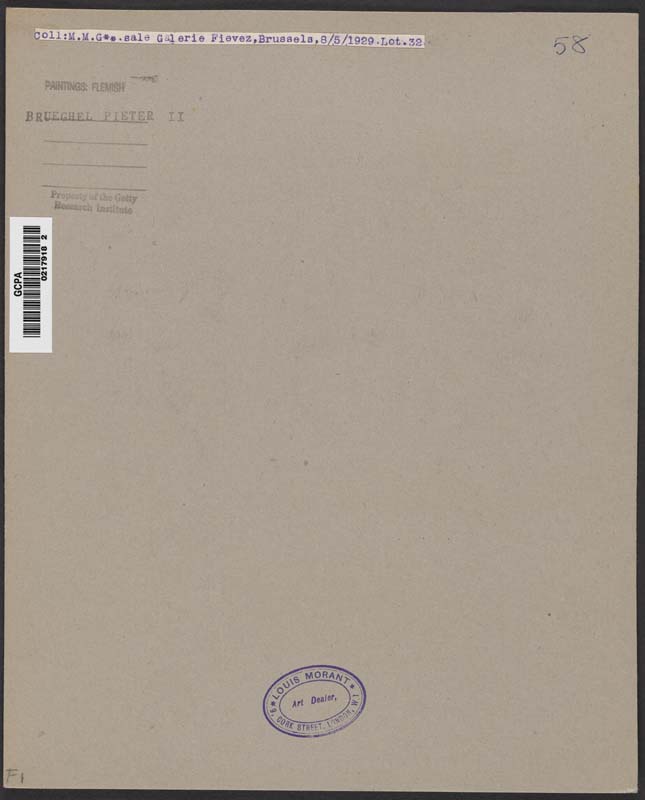 Coll:M.M.G**.sale Galerie Fievez,Brussels,8/5/1929.Lot.32.
58
PAINTINGS: FLEMISH
BRUEGHEL PIETER II
Property of the Getty
Research Institute
GCPA
0217918 2
* LOUIS MORANT *
Art Dealer,
9, CORK STREET, LONDON, W.1
F1